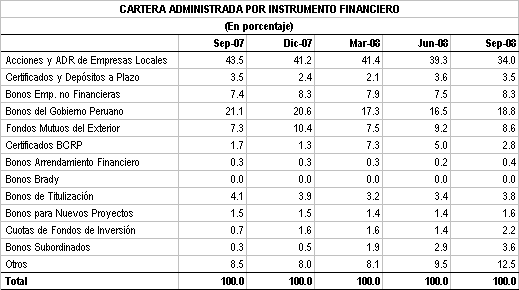 CARTERA ADMINISTRADA POR INSTRUMENTO FINANCIERO
(En porcentaje)
Sep-07 Dic-07 Mar-08 Jun-08 Sep-08
Acciones y ADR de Empresas Locales 43.5 41.2 41.4 39.3 34.0
Certificados y Depósitos a Plazo 3.5 2.4 2.1 3.6 3.5
Bonos Emp. no Financieras 7.4 8.3 7.9 7.5 8.3
Bonos del Gobierno Peruano 21.1 20.6 17.3 16.5 18.8
Fondos Mutuos del Exterior 7.3 10.4 7.5 9.2 8.6
Certificados BCRP 1.7 1.3 7.3 5.0 2.8
Bonos Arrendamiento Financiero 0.3 0.3 0.3 0.2 0.4
Bonos Brady 0.0 0.0 0.0 0.0 0.0
Bonos de Titulización 4.1 3.9 3.2 3.4 3.8
Bonos para Nuevos Proyectos 1.5 1.5 1.4 1.4 1.6
Cuotas de Fondos de Inversión 0.7 1.6 1.6 1.4 2.2
Bonos Subordinados 0.3 0.5 1.9 2.9 3.6
Otros 8.5 8.0 8.1 9.5 12.5
Total 100.0 100.0 100.0 100.0 100.0